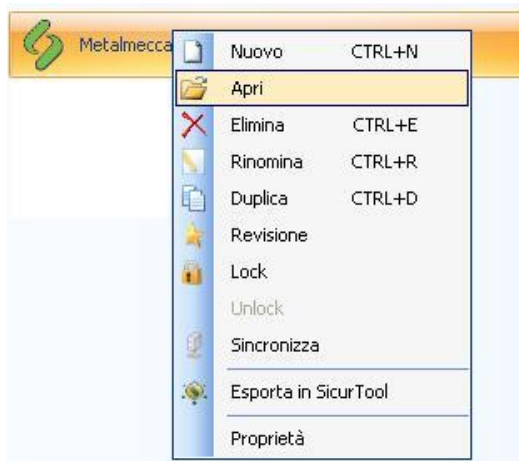 Metalmecca
Nuovo CTRL+N
Apri
Elimina CTRL+E
Rinomina CTRL+R
Duplica CTRL+D
Revisione
Lock
Unlock
Sincronizza
Esporta in SicurTool
Proprietà